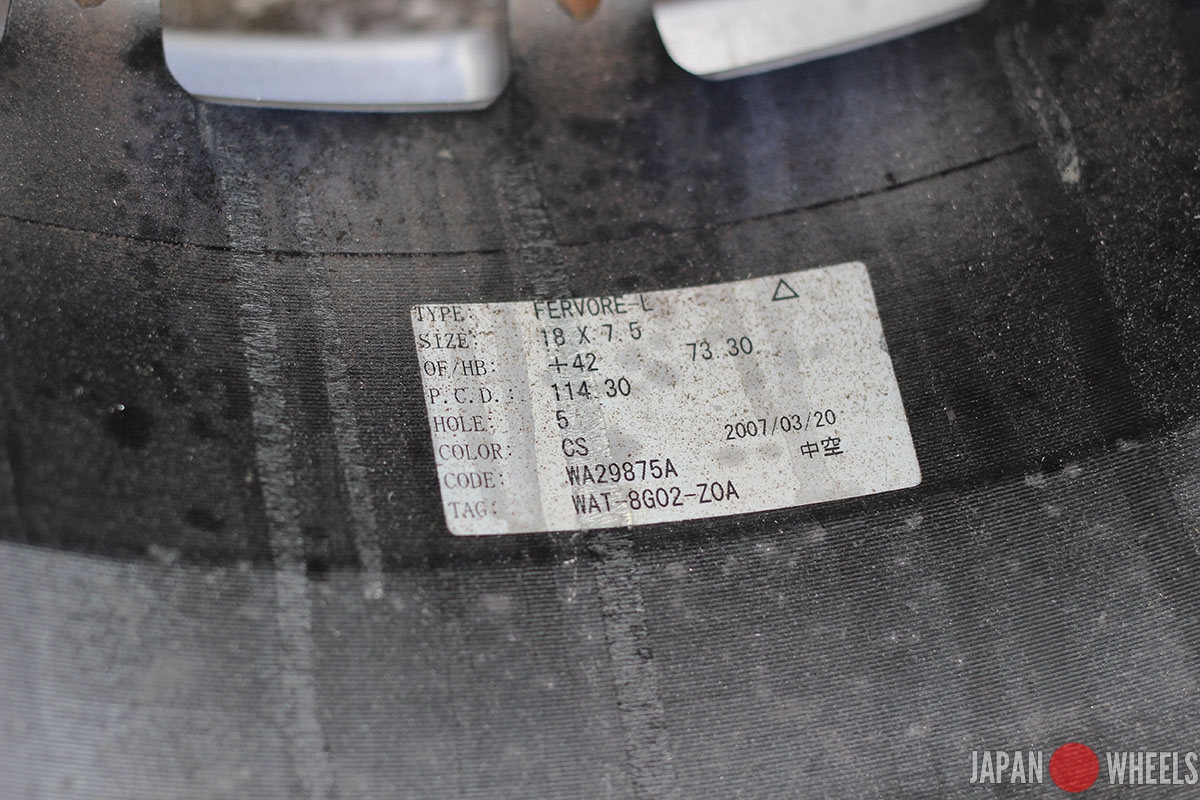 △
TYPE: FERVORE-L
SIZE: 18 X 7.5
OF/HB: +42 73.30
P.C.D.: 114.30
HOLE: 5
COLOR: CS 2007/03/20
CODE: WA29875A 中空
TAG: WAT-8G02-Z0A
JAPAN WHEELS